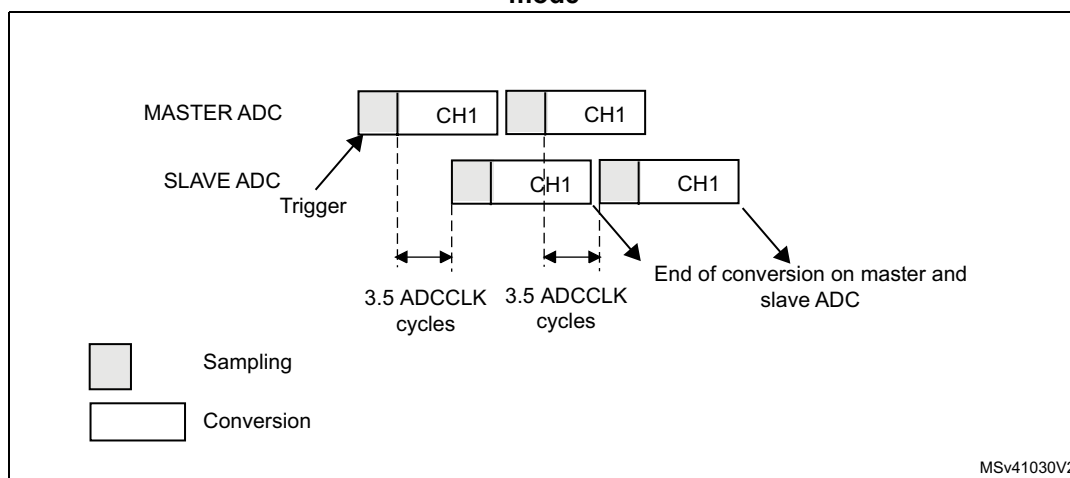 mode
MASTER ADC
CH1
CH1
SLAVE ADC
CH1
CH1
Trigger
End of conversion on master and
slave ADC
3.5 ADCCLK
cycles
3.5 ADCCLK
cycles
Sampling
Conversion
MSv41030V2